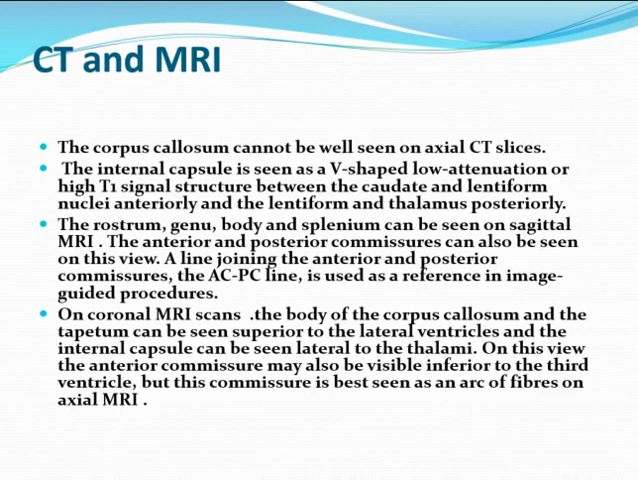 CT and MRI
• The corpus callosum cannot be well seen on axial CT slices.
• The internal capsule is seen as a V-shaped low-attenuation or
high T1 signal structure between the caudate and lentiform
nuclei anteriorly and the lentiform and thalamus posteriorly.
• The rostrum, genu, body and splenium can be seen on sagittal
MRI . The anterior and posterior commissures can also be seen
on this view. A line joining the anterior and posterior
commissures, the AC-PC line, is used as a reference in image-
guided procedures.
• On coronal MRI scans .the body of the corpus callosum and the
tapetum can be seen superior to the lateral ventricles and the
internal capsule can be seen lateral to the thalami. On this view
the anterior commissure may also be visible inferior to the third
ventricle, but this commissure is best seen as an arc of fibres on
axial MRI .